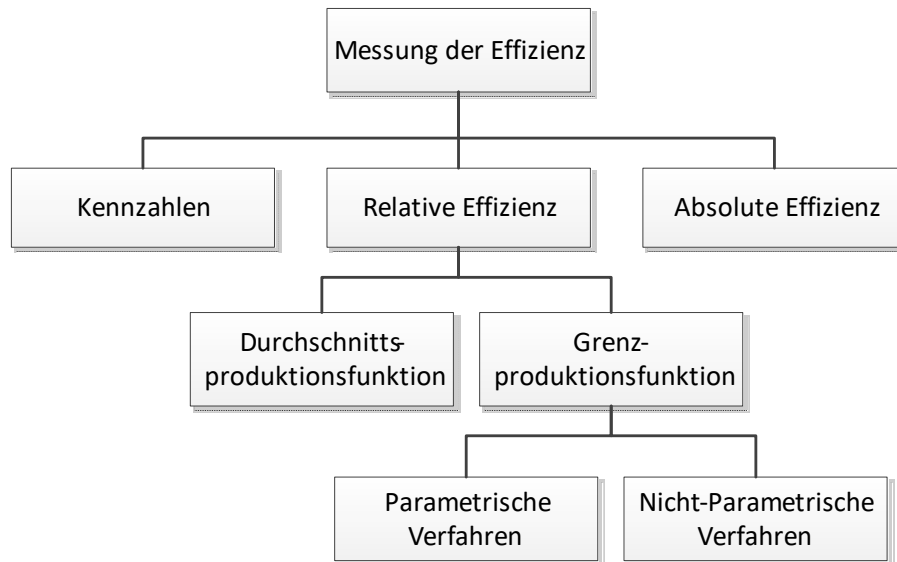 Messung der Effizienz
Kennzahlen
Relative Effizienz
Absolute Effizienz
Durchschnitts-
produktionsfunktion
Grenz-
produktionsfunktion
Parametrische
Verfahren
Nicht-Parametrische
Verfahren